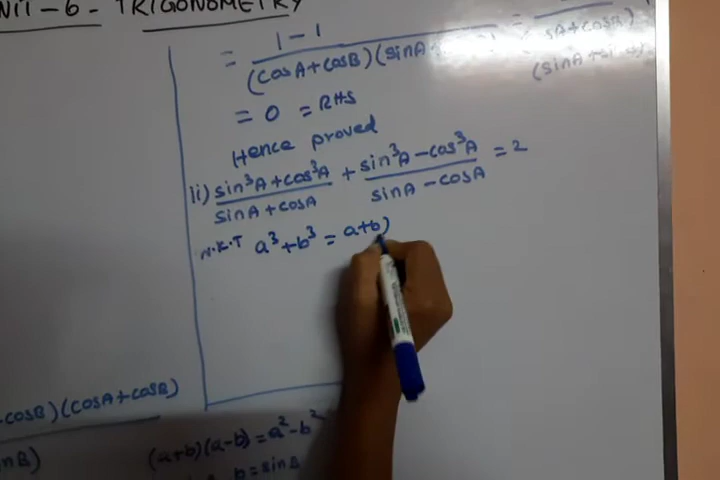 UNIT-6-TRIGONOMETRY
= 1-1 / (cosA+cosB)(sinA
= 0 = RHS
Hence proved
ii) sin³A+cos³A / sinA+cosA + sin³A-cos³A / sinA-cosA = 2
W.K.T a³+b³ = a+b)
cosB)(cosA+cosB)
(a+b)(a-b) = a²-b²
b = sinB